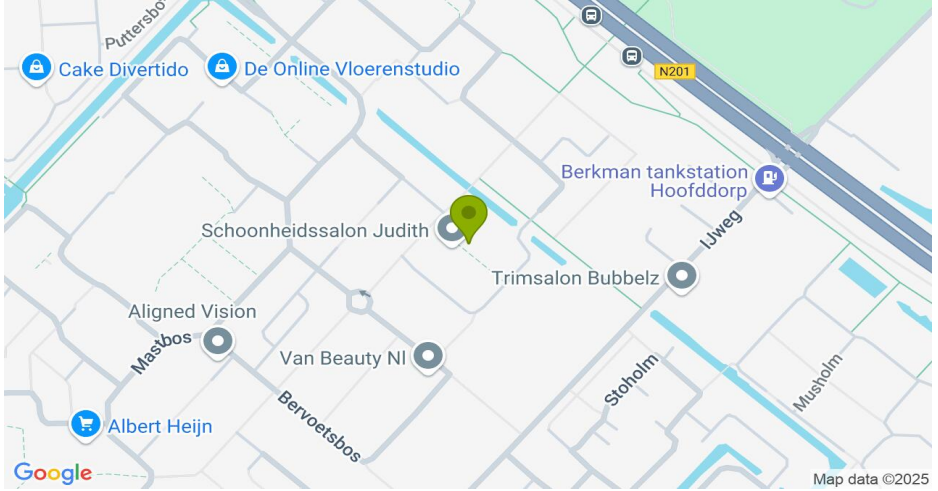 Puttersbo
Cake Divertido
De Online Vloerenstudio
N201
Berkman tankstation
Hoofddorp
Schoonheidssalon Judith
IJweg
Trimsalon Bubbelz
Aligned Vision
Mastbos
Van Beauty Nl
Stoholm
Musholm
Bervoetsbos
Albert Heijn
Google
Map data ©2025